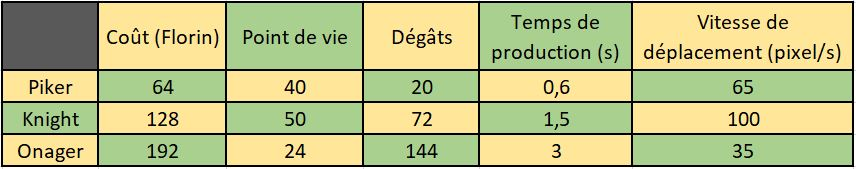 Coût (Florin) Point de vie Dégâts Temps de production (s) Vitesse de déplacement (pixel/s)
Piker 64 40 20 0,6 65
Knight 128 50 72 1,5 100
Onager 192 24 144 3 35